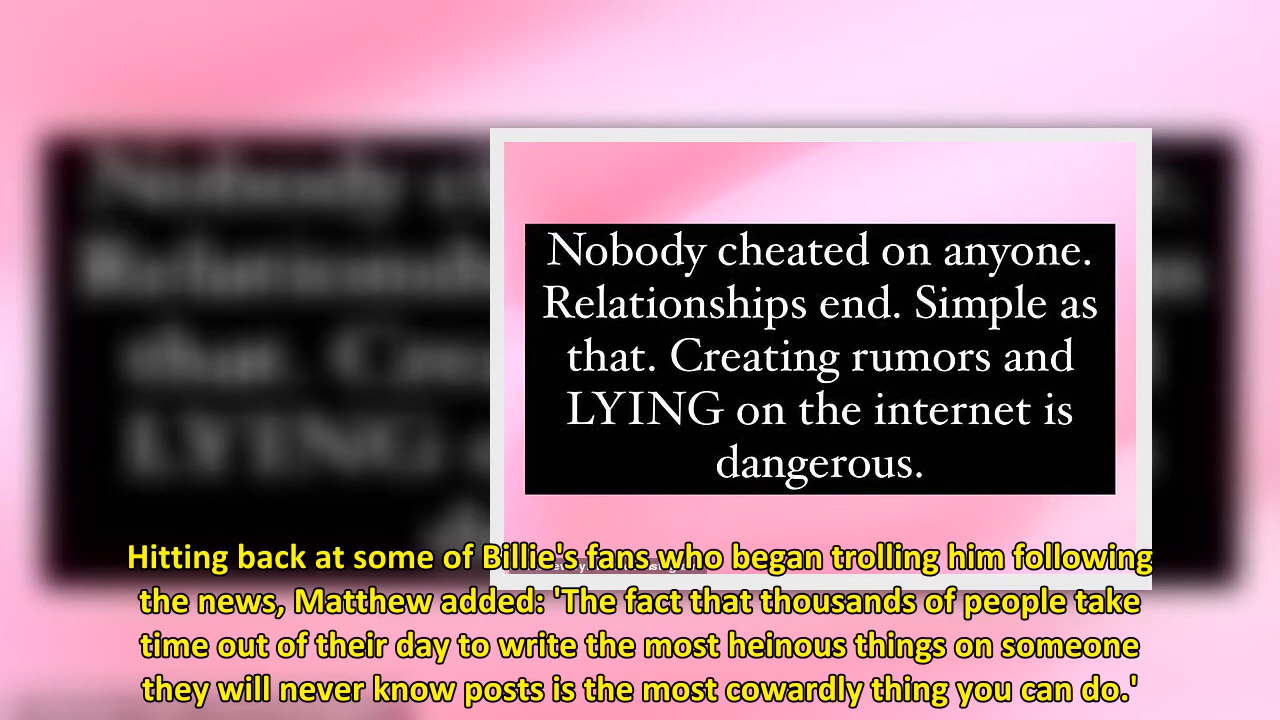 Nobody cheated on anyone.
Relationships end. Simple as
that. Creating rumors and
LYING on the internet is
dangerous.
Hitting back at some of Billie's fans who began trolling him following
the news, Matthew added: 'The fact that thousands of people take
time out of their day to write the most heinous things on someone
they will never know posts is the most cowardly thing you can do.'